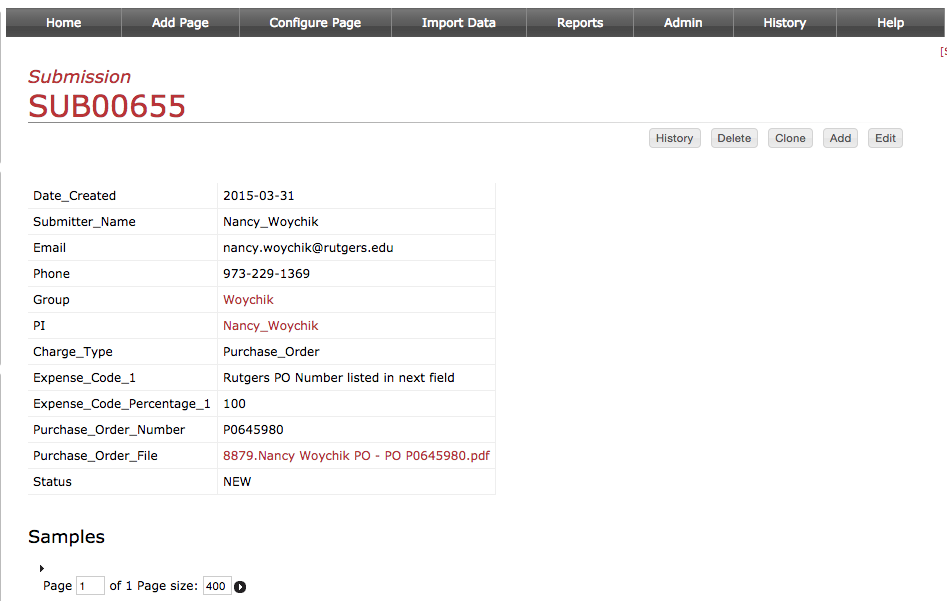 Home Add Page Configure Page Import Data Reports Admin History Help
Submission
SUB00655
History Delete Clone Add Edit
Date_Created 2015-03-31
Submitter_Name Nancy_Woychik
Email nancy.woychik@rutgers.edu
Phone 973-229-1369
Group Woychik
PI Nancy_Woychik
Charge_Type Purchase_Order
Expense_Code_1 Rutgers PO Number listed in next field
Expense_Code_Percentage_1 100
Purchase_Order_Number P0645980
Purchase_Order_File 8879.Nancy Woychik PO - PO P0645980.pdf
Status NEW
Samples
Page 1 of 1 Page size: 400